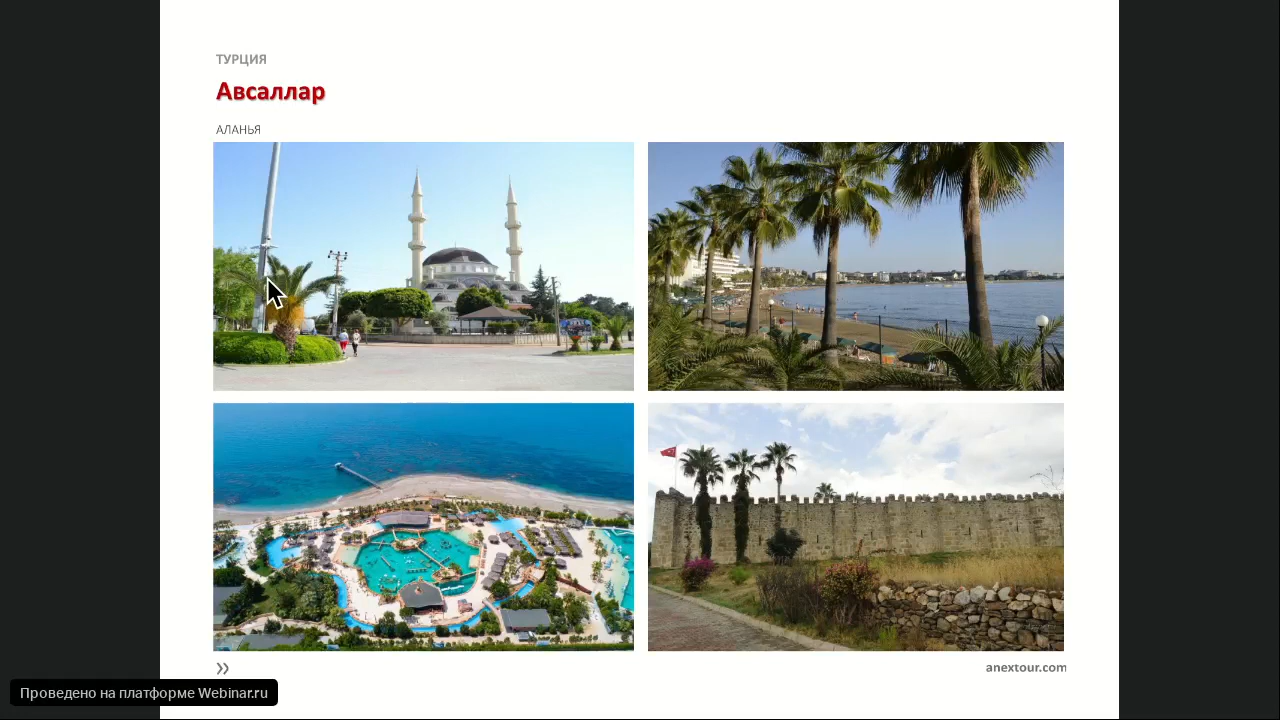 ТУРЦИЯ
Авсаллар
АЛАНЬЯ
anextour.com
Проведено на платформе Webinar.ru